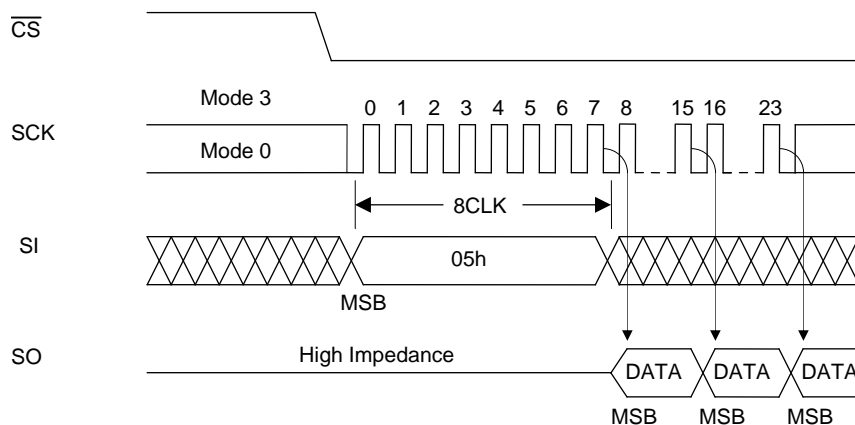 CS
Mode 3
0 1 2 3 4 5 6 7 8 15 16 23
SCK
Mode 0
8CLK
SI
05h
MSB
SO
High Impedance
DATA DATA DATA
MSB MSB MSB